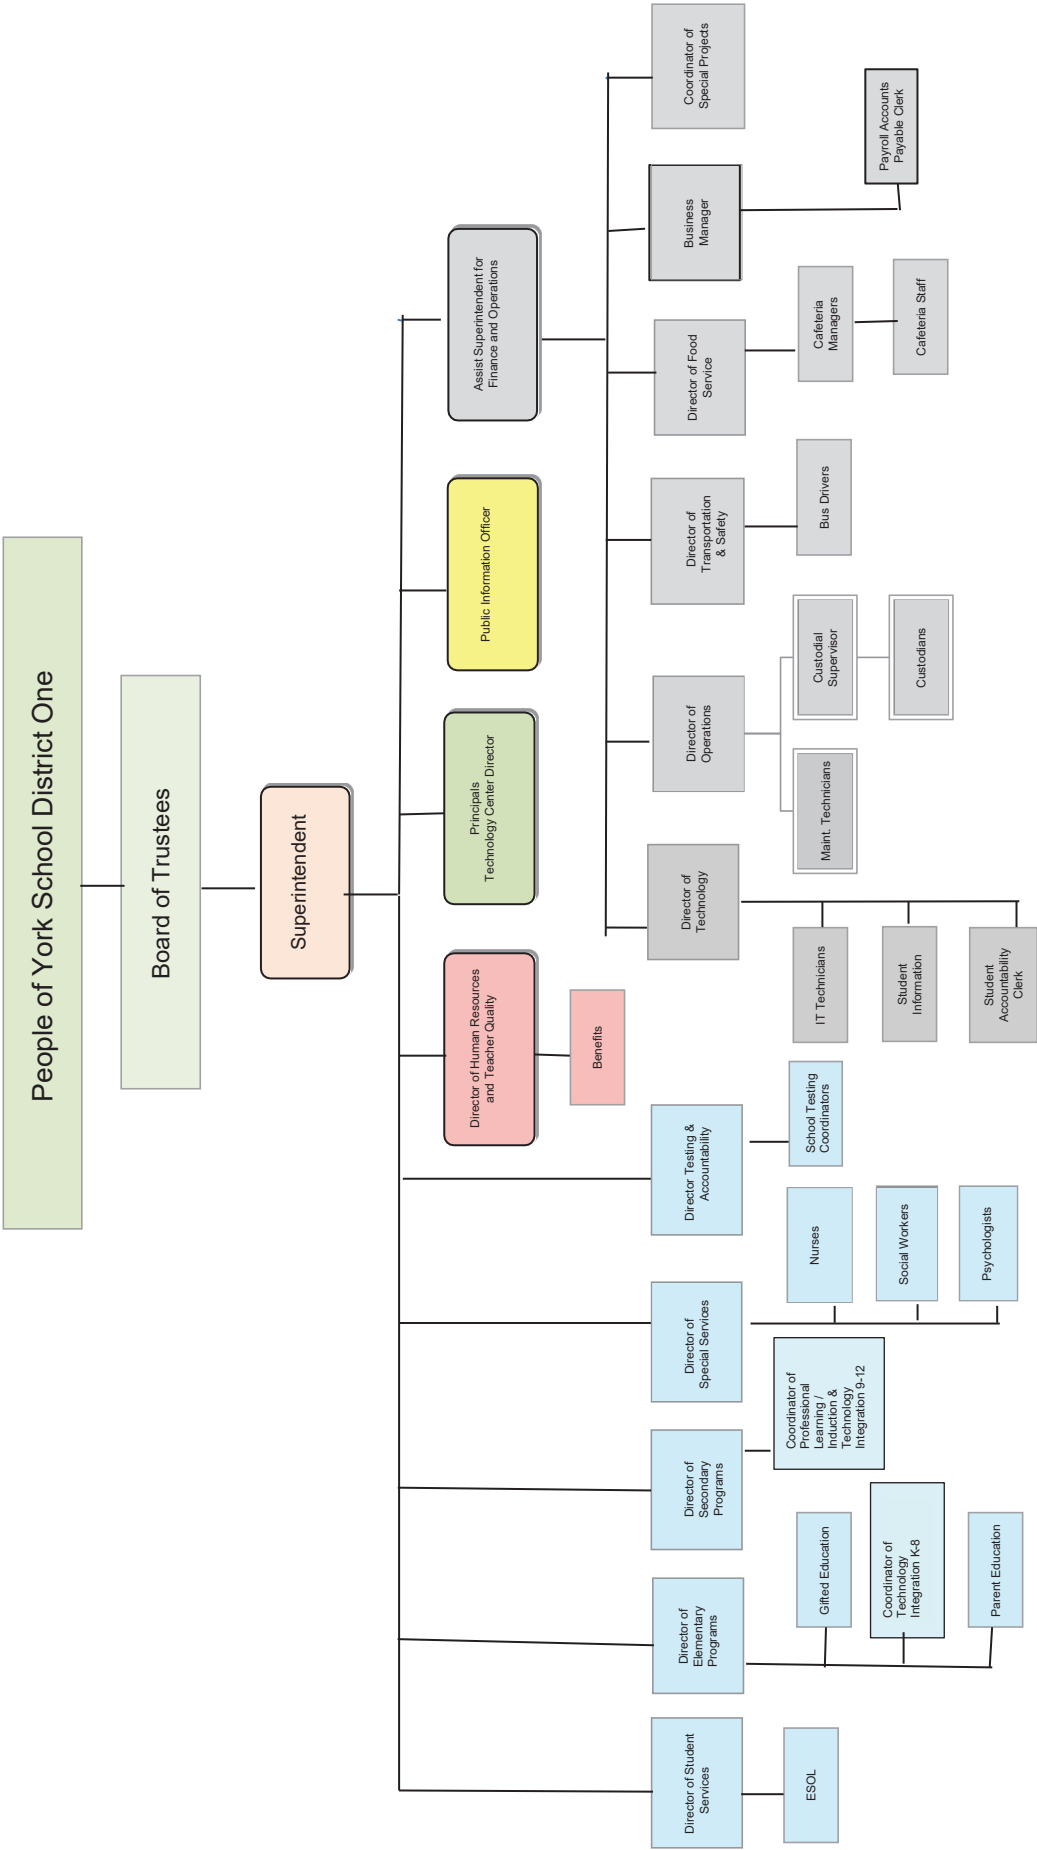 People of York School District One
Board of Trustees
Superintendent
Director of Human Resources
and Teacher Quality
Principals
Technology Center Director
Public Information Officer
Assist Superintendent for
Finance and Operations
Benefits
Director of Student
Services
Director of
Elementary
Programs
Director of
Secondary
Programs
Director of
Special Services
Director Testing &
Accountability
Director of
Technology
Director of
Operations
Director of
Transportation
& Safety
Director of Food
Service
Business
Manager
Coordinator of
Special Projects
ESOL
Gifted Education
Coordinator of
Technology
Integration K-8
Parent Education
Coordinator of
Professional
Learning /
Induction &
Technology
Integration 9-12
Nurses
Social Workers
Psychologists
School Testing
Coordinators
IT Technicians
Student
Information
Student
Accountability
Clerk
Maint. Technicians
Custodial
Supervisor
Custodians
Bus Drivers
Cafeteria
Managers
Cafeteria Staff
Payroll Accounts
Payable Clerk